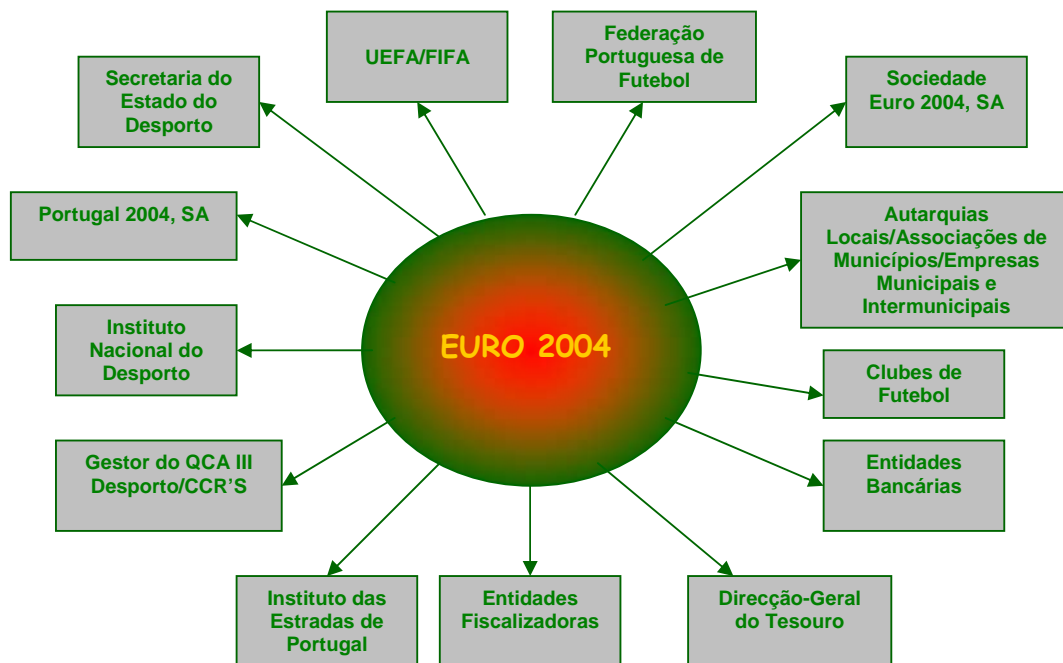 UEFA/FIFA
Federação
Portuguesa de
Futebol
Secretaria do
Estado do
Desporto
Sociedade
Euro 2004, SA
Portugal 2004, SA
Autarquias
Locais/Associações de
Municípios/Empresas
Municipais e
Intermunicipais
Instituto
Nacional do
Desporto
EURO 2004
Clubes de
Futebol
Gestor do QCA III
Desporto/CCR’S
Entidades
Bancárias
Instituto das
Estradas de
Portugal
Entidades
Fiscalizadoras
Direcção-Geral
do Tesouro